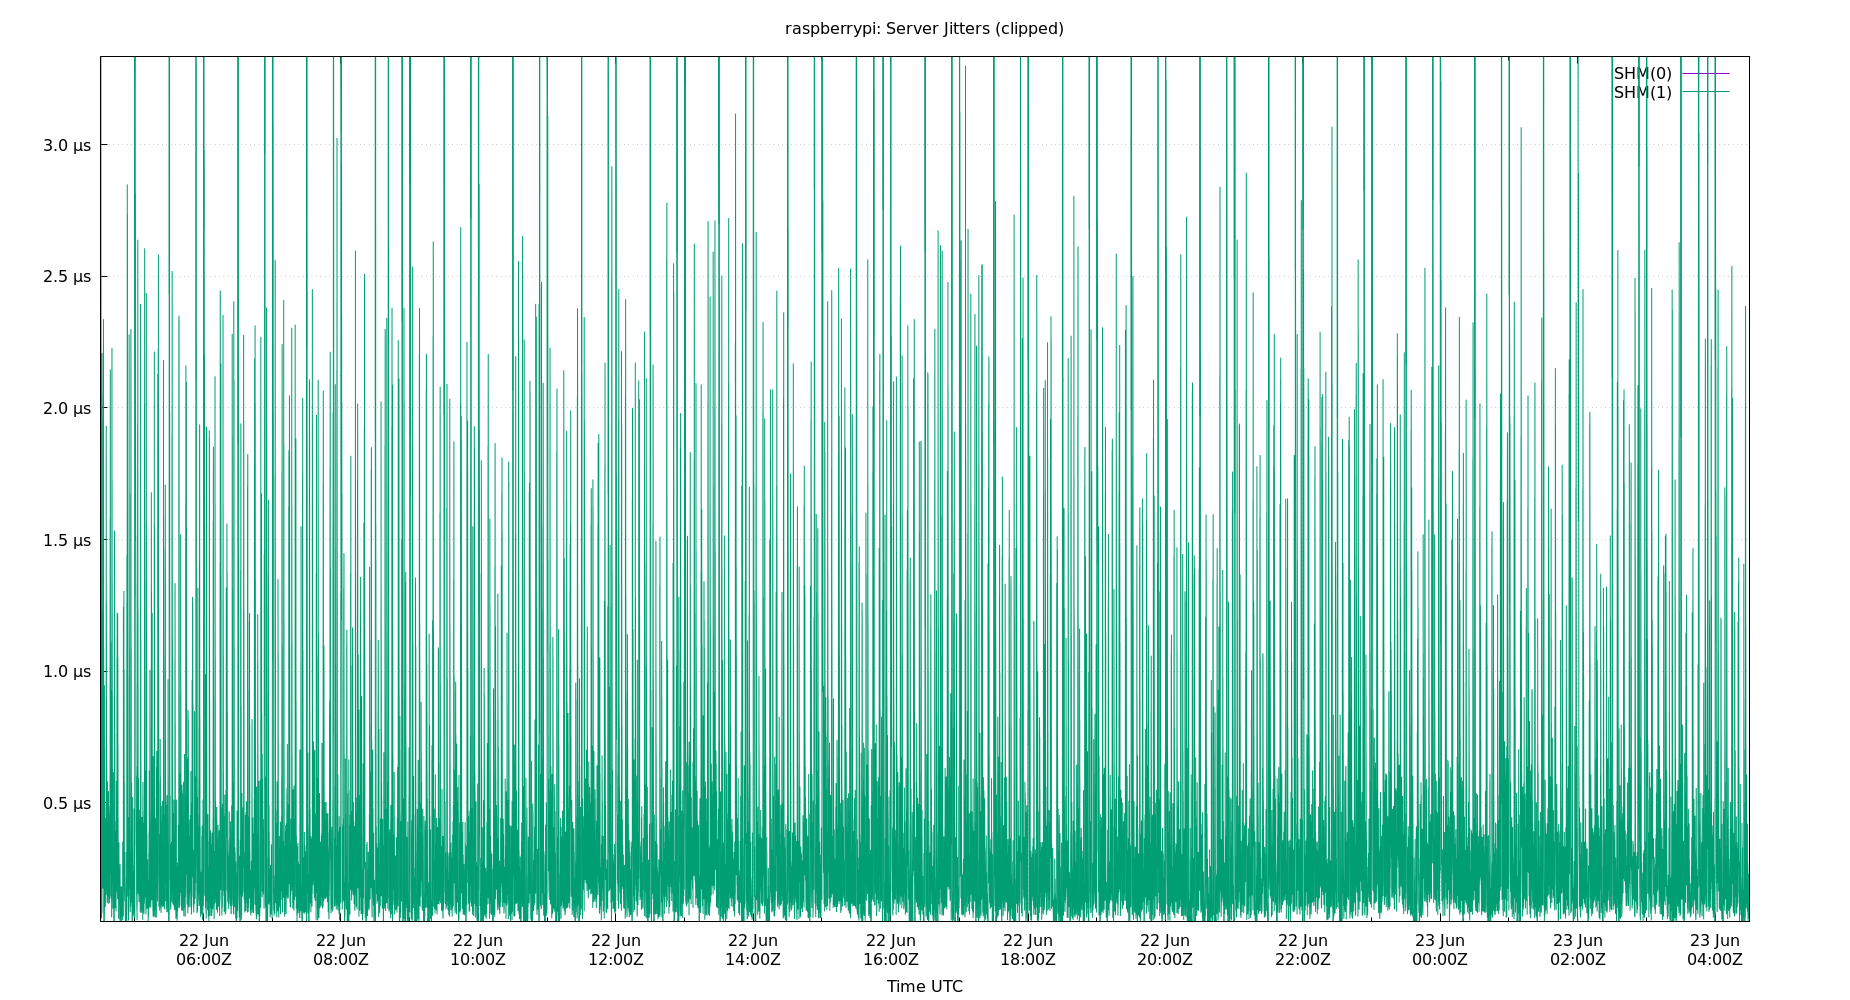 raspberrypi: Server Jitters (clipped)
SHM(0)
SHM(1)
3.0 µs
2.5 µs
2.0 µs
1.5 µs
1.0 µs
0.5 µs
22 Jun 22 Jun 22 Jun 22 Jun 22 Jun 22 Jun 22 Jun 22 Jun 22 Jun 23 Jun 23 Jun 23 Jun
06:00Z 08:00Z 10:00Z 12:00Z 14:00Z 16:00Z 18:00Z 20:00Z 22:00Z 00:00Z 02:00Z 04:00Z
Time UTC